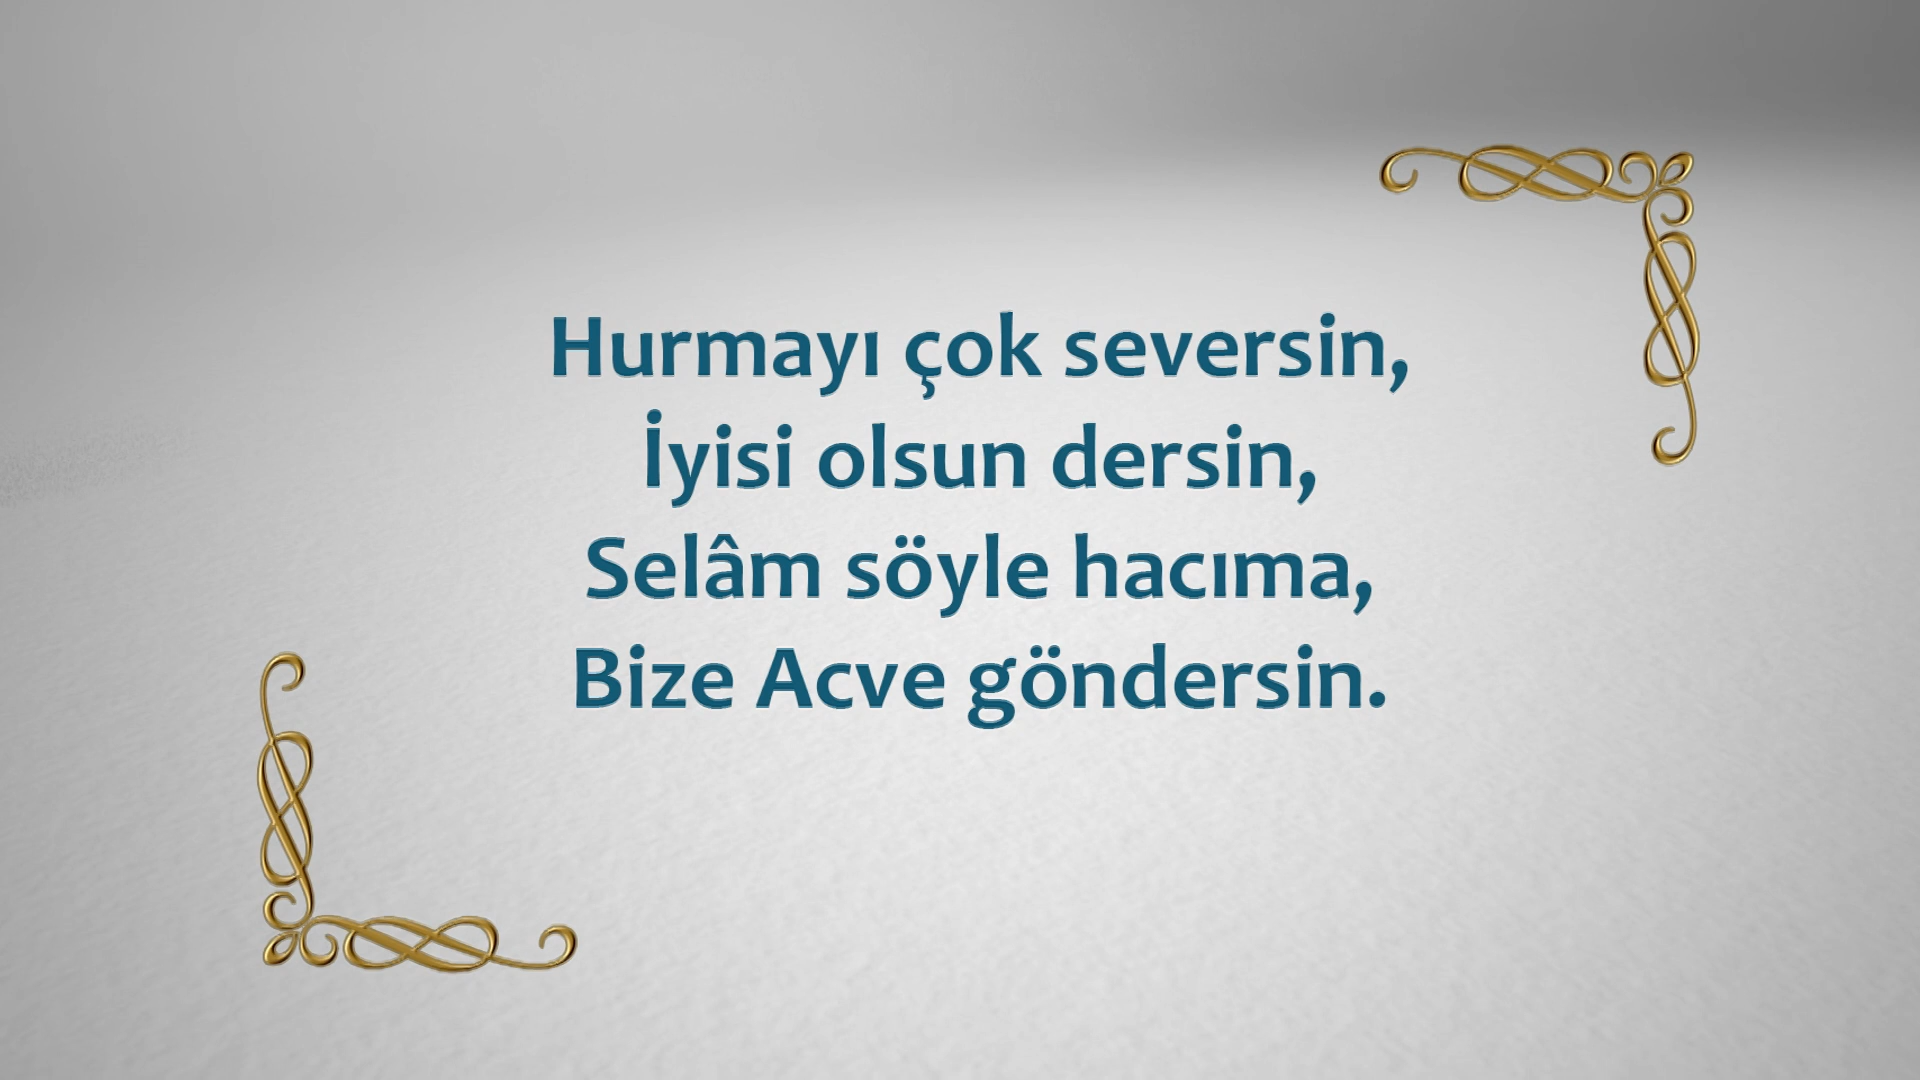 Hurmayı çok seversin,
İyisi olsun dersin,
Selâm söyle hacıma,
Bize Acve göndersin.